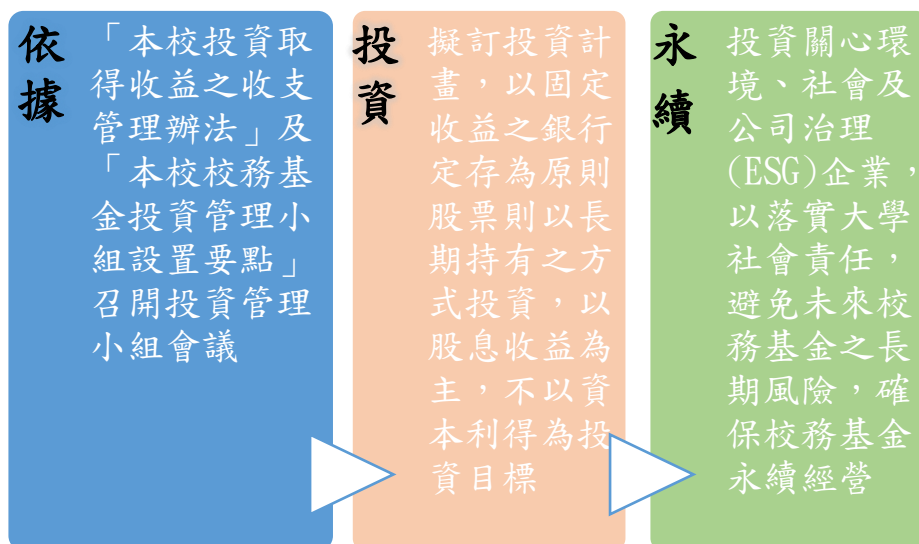 依據
「本校投資取
得收益之收支
管理辦法」及
「本校校務基
金投資管理小
組設置要點」
召開投資管理
小組會議
投資
擬訂投資計
畫，以固定
收益之銀行
定存為原則
股票則以長
期持有之方
式投資，以
股息收益為
主，不以資
本利得為投
資目標
永續
投資關心環
境、社會及
公司治理
(ESG)企業，
以落實大學
社會責任，
避免未來校
務基金之長
期風險，確
保校務基金
永續經營